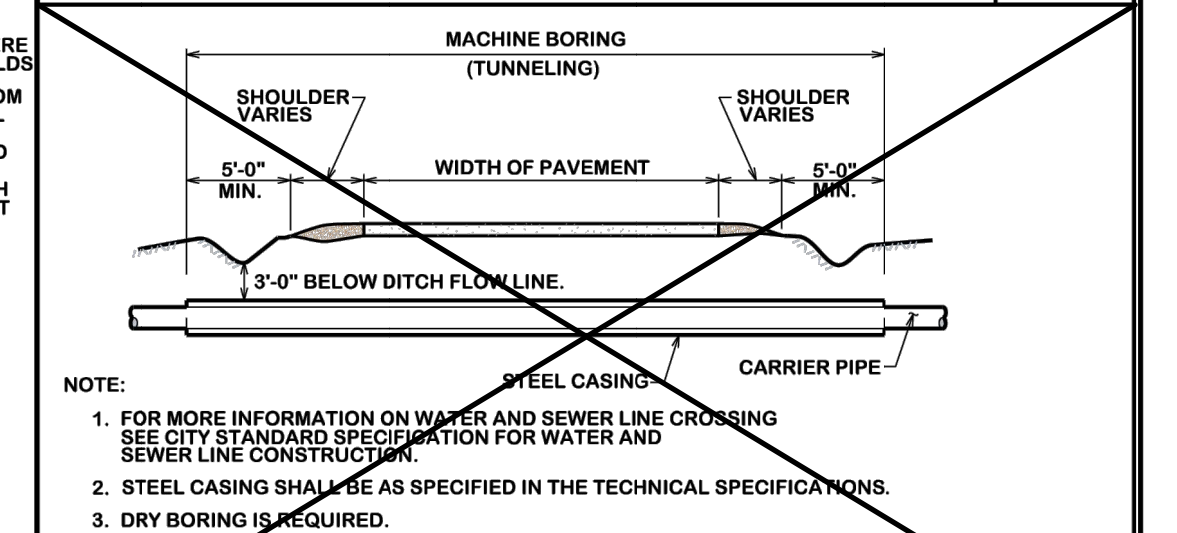 ERE
LDS
OM
L
D
H
T
MACHINE BORING
(TUNNELING)
SHOULDER
VARIES
SHOULDER
VARIES
5'-0"
MIN.
WIDTH OF PAVEMENT
5'-0"
MIN.
3'-0" BELOW DITCH FLOW LINE.
CARRIER PIPE
STEEL CASING
NOTE:
1. FOR MORE INFORMATION ON WATER AND SEWER LINE CROSSING
SEE CITY STANDARD SPECIFICATION FOR WATER AND
SEWER LINE CONSTRUCTION.
2. STEEL CASING SHALL BE AS SPECIFIED IN THE TECHNICAL SPECIFICATIONS.
3. DRY BORING IS REQUIRED.